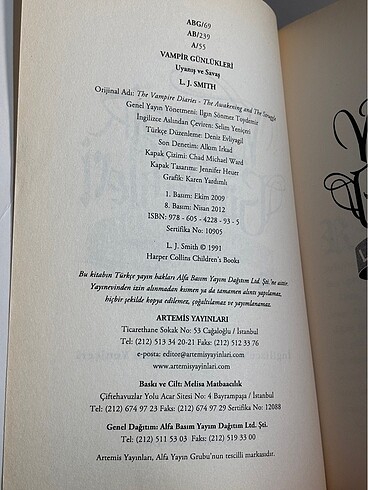 ABG/69
AB/239
A/55
VAMPİR GÜNLÜKLERİ
Uyanış ve Savaş
L. J. SMITH
Orijinal Adı: The Vampire Diaries - The Awakening and The Struggle
Genel Yayın Yönetmeni: Ilgın Sönmez Toydemir
İngilizce Aslından Çeviren: Selim Yeniçeri
Türkçe Düzenleme: Deniz Evliyagil
Son Denetim: Alkım Irkad
Kapak Çizimi: Chad Michael Ward
Kapak Tasarımı: Jennifer Heuer
Grafik: Karen Yardımlı
1. Basım: Ekim 2009
8. Basım: Nisan 2012
ISBN: 978 - 605 - 4228 - 93 - 5
Sertifika No: 10905
L. J. Smith © 1991
Harper Collins Children's Books
Bu kitabın Türkçe yayın hakları Alfa Basım Yayım Dağıtım Ltd. Şti.'ne aittir.
Yayınevinden izin alınmadan kısmen ya da tamamen alıntı yapılamaz,
hiçbir şekilde kopya edilemez, çoğaltılamaz ve yayımlanamaz.
ARTEMİS YAYINLARI
Ticarethane Sokak No: 53 Cağaloğlu / İstanbul
Tel: (212) 513 34 20-21 Faks: (212) 512 33 76
e-posta: editor@artemisyayinlari.com
www.artemisyayinlari.com
Baskı ve Cilt: Melisa Matbaacılık
Çiftehavuzlar Yolu Acar Sitesi No: 4 Bayrampaşa / İstanbul
Tel: (212) 674 97 23 Faks: (212) 674 97 29 Sertifika No: 12088
Genel Dağıtım: Alfa Basım Yayım Dağıtım Ltd. Şti.
Tel: (212) 511 53 03 Faks: (212) 519 33 00
Artemis Yayınları, Alfa Yayın Grubu'nun tescilli markasıdır.